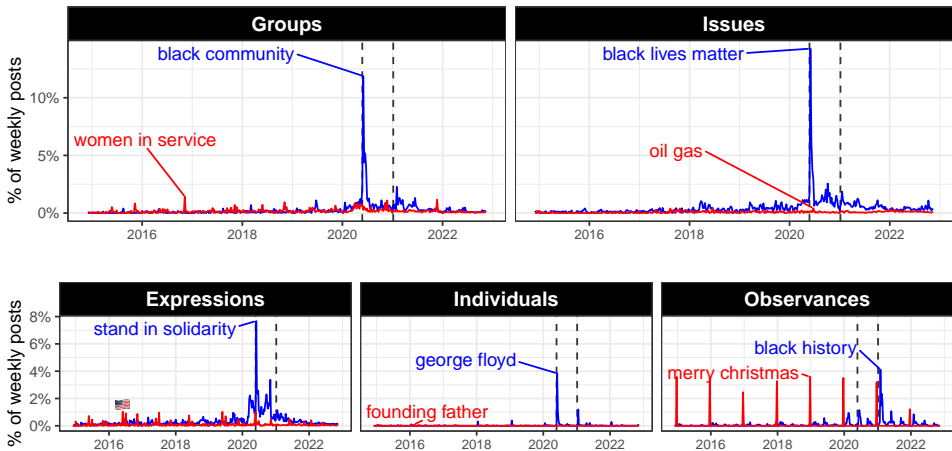 Groups
Issues
% of weekly posts
10%
5%
0%
black community
women in service
black lives matter
oil gas
2016 2018 2020 2022
2016 2018 2020 2022
Expressions
Individuals
Observances
% of weekly posts
8%
6%
4%
2%
0%
stand in solidarity
george floyd
founding father
black history
merry christmas
2016 2018 2020 2022
2016 2018 2020 2022
2016 2018 2020 2022